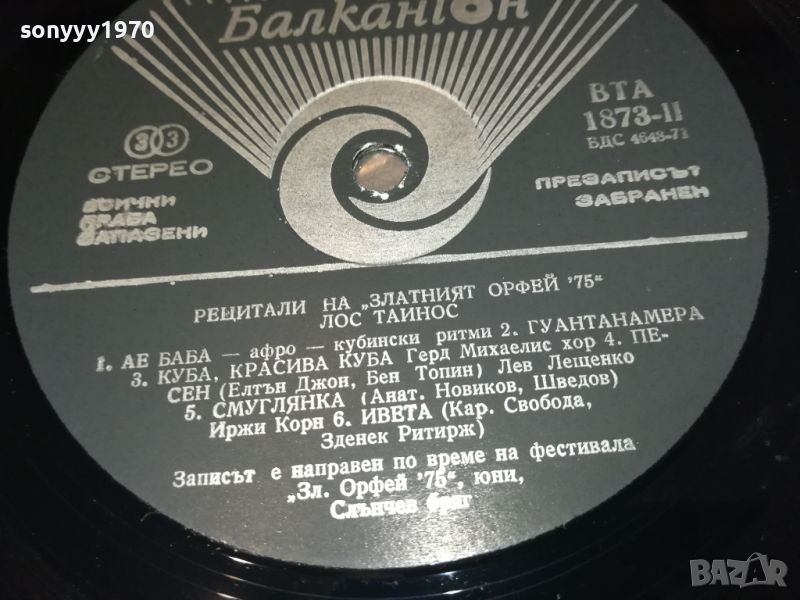 sonyyy1970
Балкантон
ВТА
1873-II
БДС 4648-71
33
СТЕРЕО
ВСИЧКИ
ПРАВА
ЗАПАЗЕНИ
ПРЕЗАПИСЪТ
ЗАБРАНЕН
РЕЦИТАЛИ НА „ЗЛАТНИЯТ ОРФЕЙ '75“
ЛОС ТАИНОС
1. АЕ БАБА — афро — кубински ритми 2. ГУАНТАНАМЕРА
3. КУБА, КРАСИВА КУБА Герд Михаелис хор 4. ПЕ-
СЕН (Елтън Джон, Бен Топин) Лев Лещенко
5. СМУГЛЯНКА (Анат. Новиков, Шведов)
Иржи Корн 6. ИВЕТА (Кар. Свобода,
Зденек Ритирж)
Записът е направен по време на фестивала
„Зл. Орфей '75“, юни,
Слънчев бряг
BAZAR